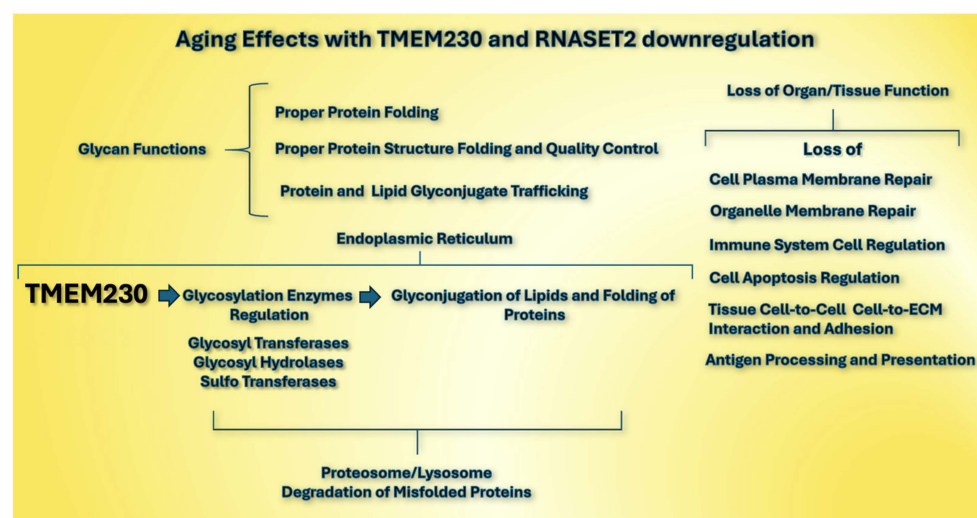 Aging Effects with TMEM230 and RNASET2 downregulation
Glycan Functions
Proper Protein Folding
Proper Protein Structure Folding and Quality Control
Protein and Lipid Glyconjugate Trafficking
Endoplasmic Reticulum
TMEM230
Glycosylation Enzymes
Regulation
Glycosyl Transferases
Glycosyl Hydrolases
Sulfo Transferases
Glyconjugation of Lipids and Folding of
Proteins
Proteosome/Lysosome
Degradation of Misfolded Proteins
Loss of Organ/Tissue Function
Loss of
Cell Plasma Membrane Repair
Organelle Membrane Repair
Immune System Cell Regulation
Cell Apoptosis Regulation
Tissue Cell-to-Cell Cell-to-ECM
Interaction and Adhesion
Antigen Processing and Presentation